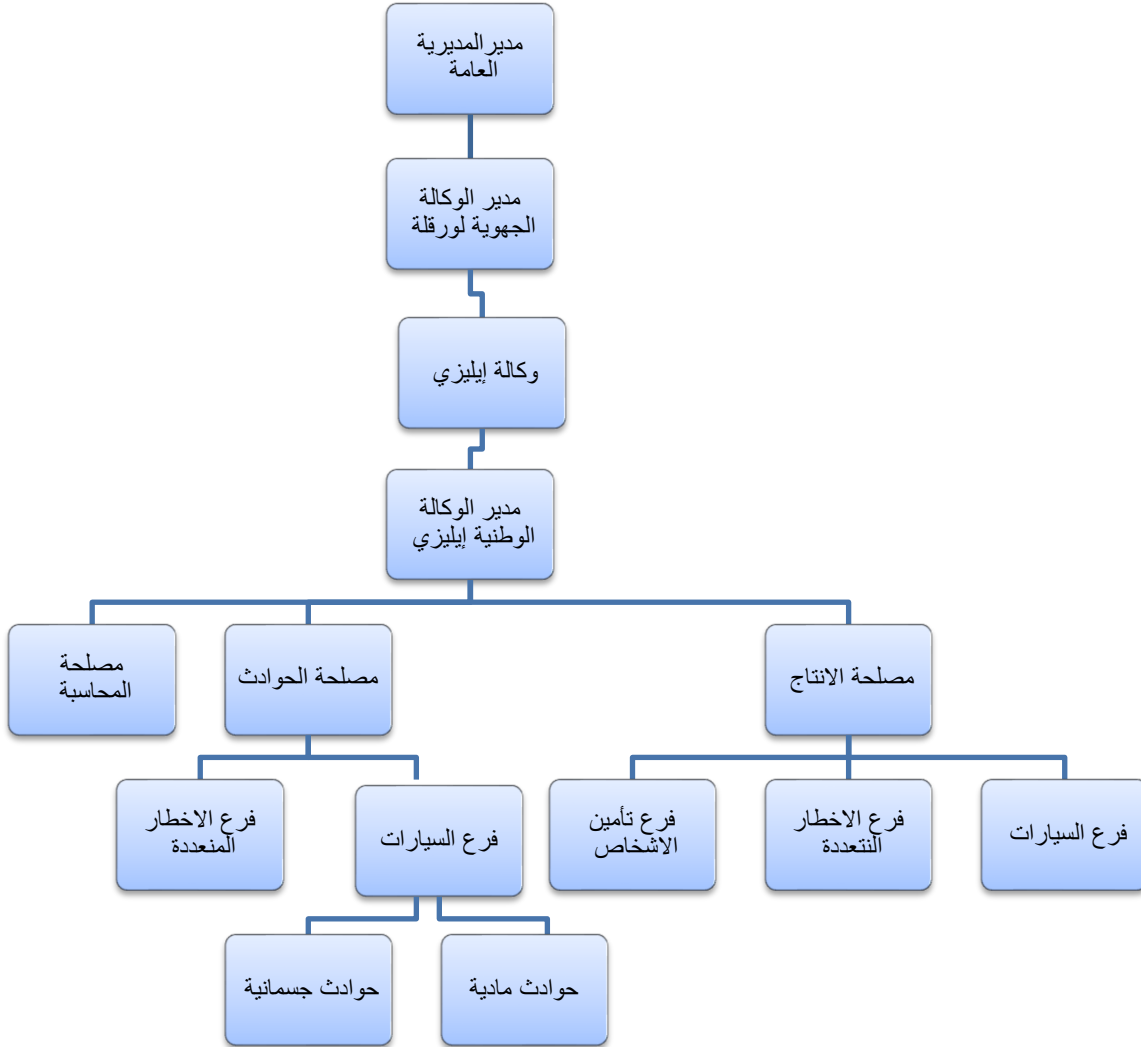 مديرالمديرية
العامة
مدير الوكالة
الجهوية لورقلة
وكالة إيليزي
مدير الوكالة
الوطنية إيليزي
مصلحة الانتاج
مصلحة الحوادث
مصلحة
المحاسبة
فرع السيارات
فرع الاخطار
النتعددة
فرع تأمين
الاشخاص
فرع السيارات
فرع الاخطار
المنعددة
حوادث مادية
حوادث جسمانية